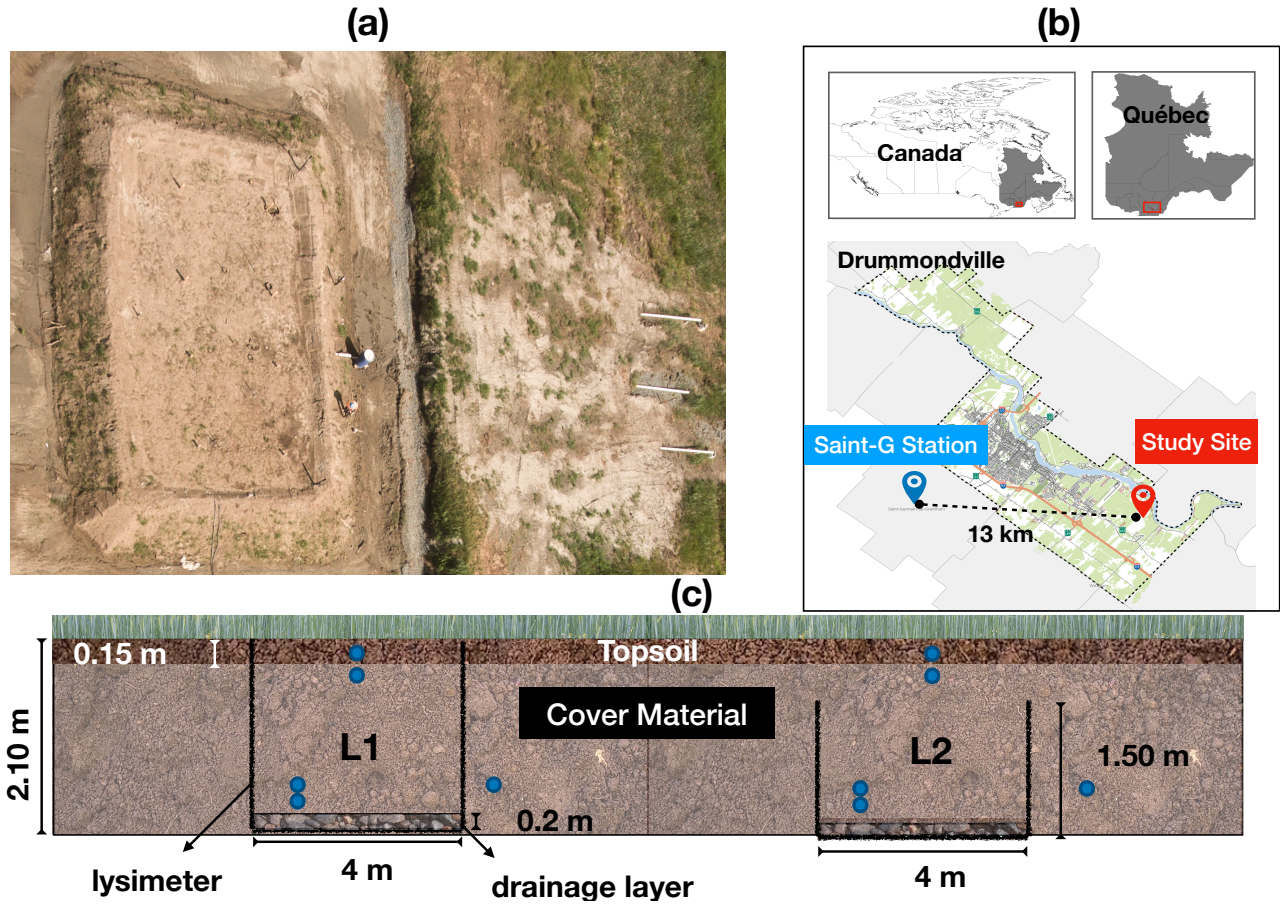 (a)
(b)
Canada
Québec
Drummondville
Saint-G Station
Study Site
13 km
(c)
0.15 m
Topsoil
Cover Material
2.10 m
L1
L2
1.50 m
0.2 m
4 m
4 m
lysimeter
drainage layer